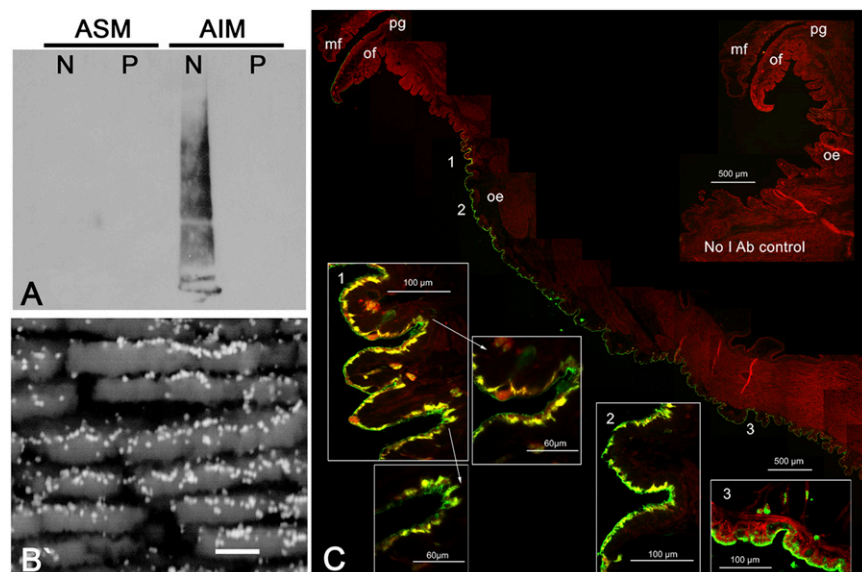 ASM AIM
N P N P
A
B`
C
mf
pg
of
1
2
oe
3
500 µm
pg
mf
of
oe
500 µm
No I Ab control
1
100 µm
60µm
60µm
2
100 µm
3
100 µm